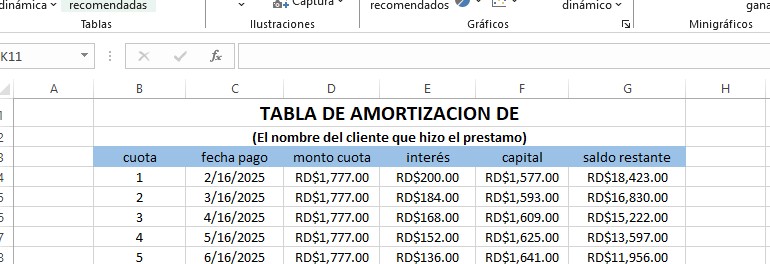 dinámica recomendadas Captura recomendados dinámico gana
Tablas Ilustraciones Gráficos Minigráficos
K11 fx
A B C D E F G H
1 TABLA DE AMORTIZACION DE
2 (El nombre del cliente que hizo el prestamo)
3 cuota fecha pago monto cuota interés capital saldo restante
4 1 2/16/2025 RD$1,777.00 RD$200.00 RD$1,577.00 RD$18,423.00
5 2 3/16/2025 RD$1,777.00 RD$184.00 RD$1,593.00 RD$16,830.00
6 3 4/16/2025 RD$1,777.00 RD$168.00 RD$1,609.00 RD$15,222.00
7 4 5/16/2025 RD$1,777.00 RD$152.00 RD$1,625.00 RD$13,597.00
8 5 6/16/2025 RD$1,777.00 RD$136.00 RD$1,641.00 RD$11,956.00